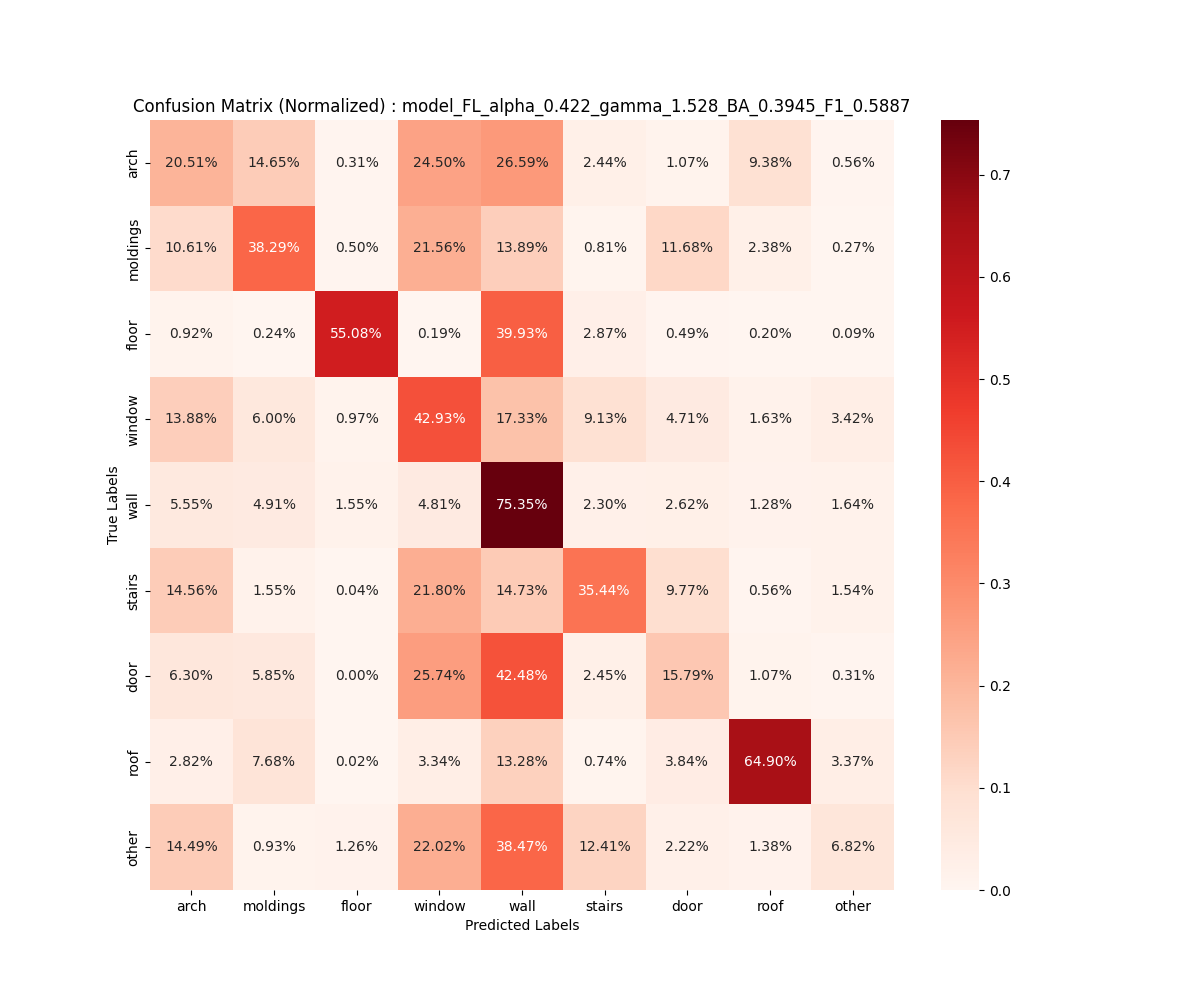 Confusion Matrix (Normalized) : model_FL_alpha_0.422_gamma_1.528_BA_0.3945_F1_0.5887
True Labels
arch 20.51% 14.65% 0.31% 24.50% 26.59% 2.44% 1.07% 9.38% 0.56%
moldings 10.61% 38.29% 0.50% 21.56% 13.89% 0.81% 11.68% 2.38% 0.27%
floor 0.92% 0.24% 55.08% 0.19% 39.93% 2.87% 0.49% 0.20% 0.09%
window 13.88% 6.00% 0.97% 42.93% 17.33% 9.13% 4.71% 1.63% 3.42%
wall 5.55% 4.91% 1.55% 4.81% 75.35% 2.30% 2.62% 1.28% 1.64%
stairs 14.56% 1.55% 0.04% 21.80% 14.73% 35.44% 9.77% 0.56% 1.54%
door 6.30% 5.85% 0.00% 25.74% 42.48% 2.45% 15.79% 1.07% 0.31%
roof 2.82% 7.68% 0.02% 3.34% 13.28% 0.74% 3.84% 64.90% 3.37%
other 14.49% 0.93% 1.26% 22.02% 38.47% 12.41% 2.22% 1.38% 6.82%
arch moldings floor window wall stairs door roof other
Predicted Labels
0.7
0.6
0.5
0.4
0.3
0.2
0.1
0.0